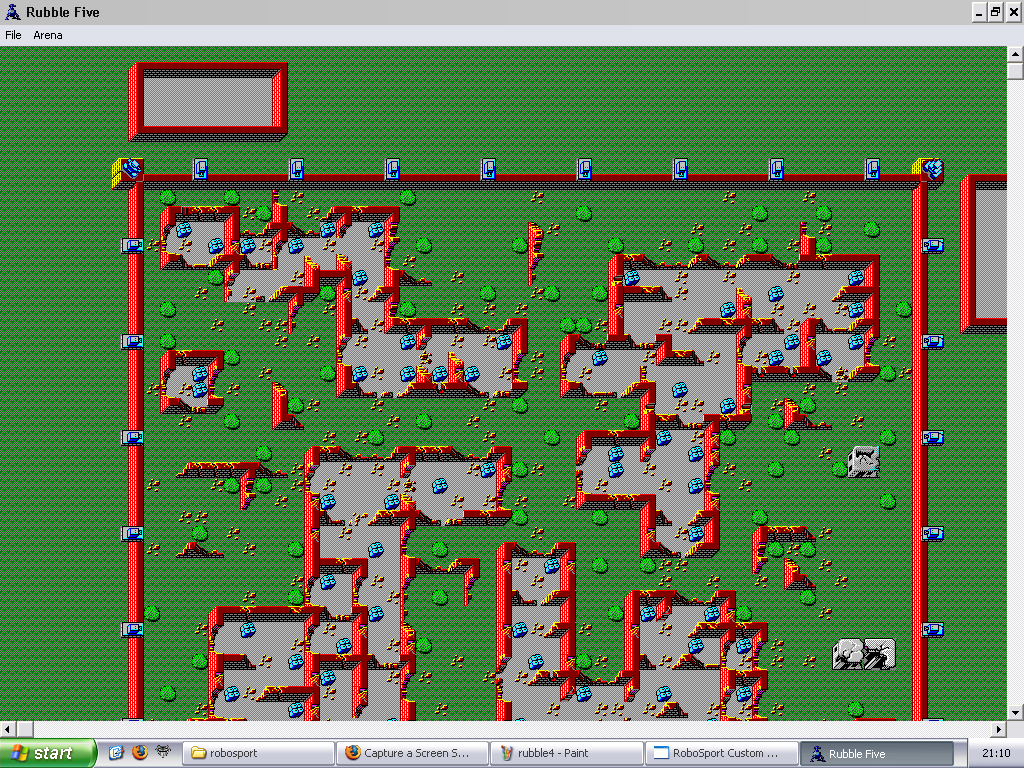 Rubble Five
File Arena
start robosport Capture a Screen S... rubble4 - Paint RoboSport Custom ... Rubble Five 21:10